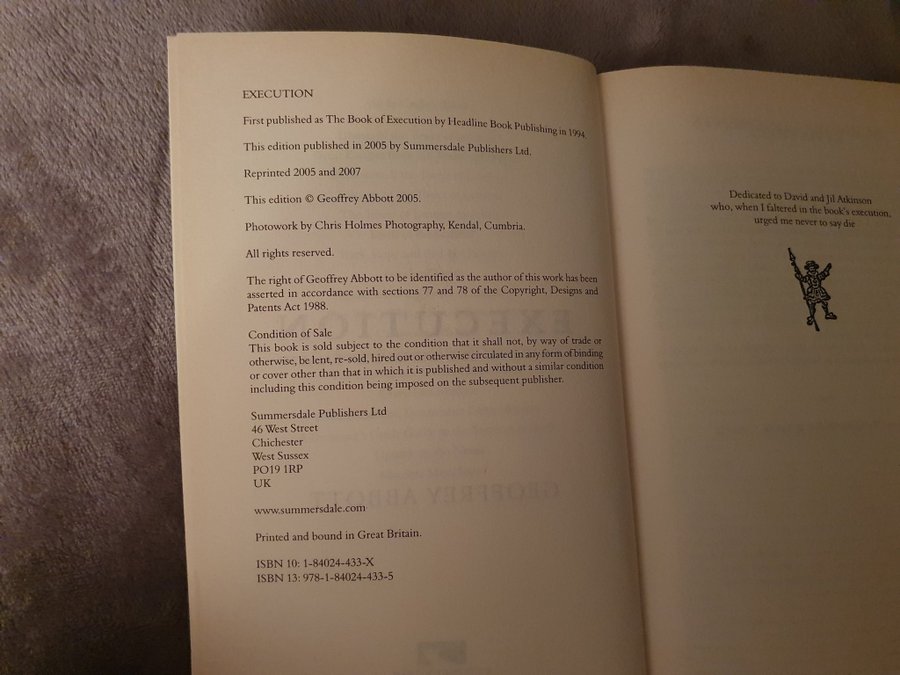 EXECUTION
First published as The Book of Execution by Headline Book Publishing in 1994.
This edition published in 2005 by Summersdale Publishers Ltd.
Reprinted 2005 and 2007
This edition © Geoffrey Abbott 2005.
Photowork by Chris Holmes Photography, Kendal, Cumbria.
All rights reserved.
The right of Geoffrey Abbott to be identified as the author of this work has been
asserted in accordance with sections 77 and 78 of the Copyright, Designs and
Patents Act 1988.
Condition of Sale
This book is sold subject to the condition that it shall not, by way of trade or
otherwise, be lent, re-sold, hired out or otherwise circulated in any form of binding
or cover other than that in which it is published and without a similar condition
including this condition being imposed on the subsequent publisher.
Summersdale Publishers Ltd
46 West Street
Chichester
West Sussex
PO19 1RP
UK
www.summersdale.com
Printed and bound in Great Britain.
ISBN 10: 1-84024-433-X
ISBN 13: 978-1-84024-433-5
Dedicated to David and Jil Atkinson
who, when I faltered in the book's execution,
urged me never to say die